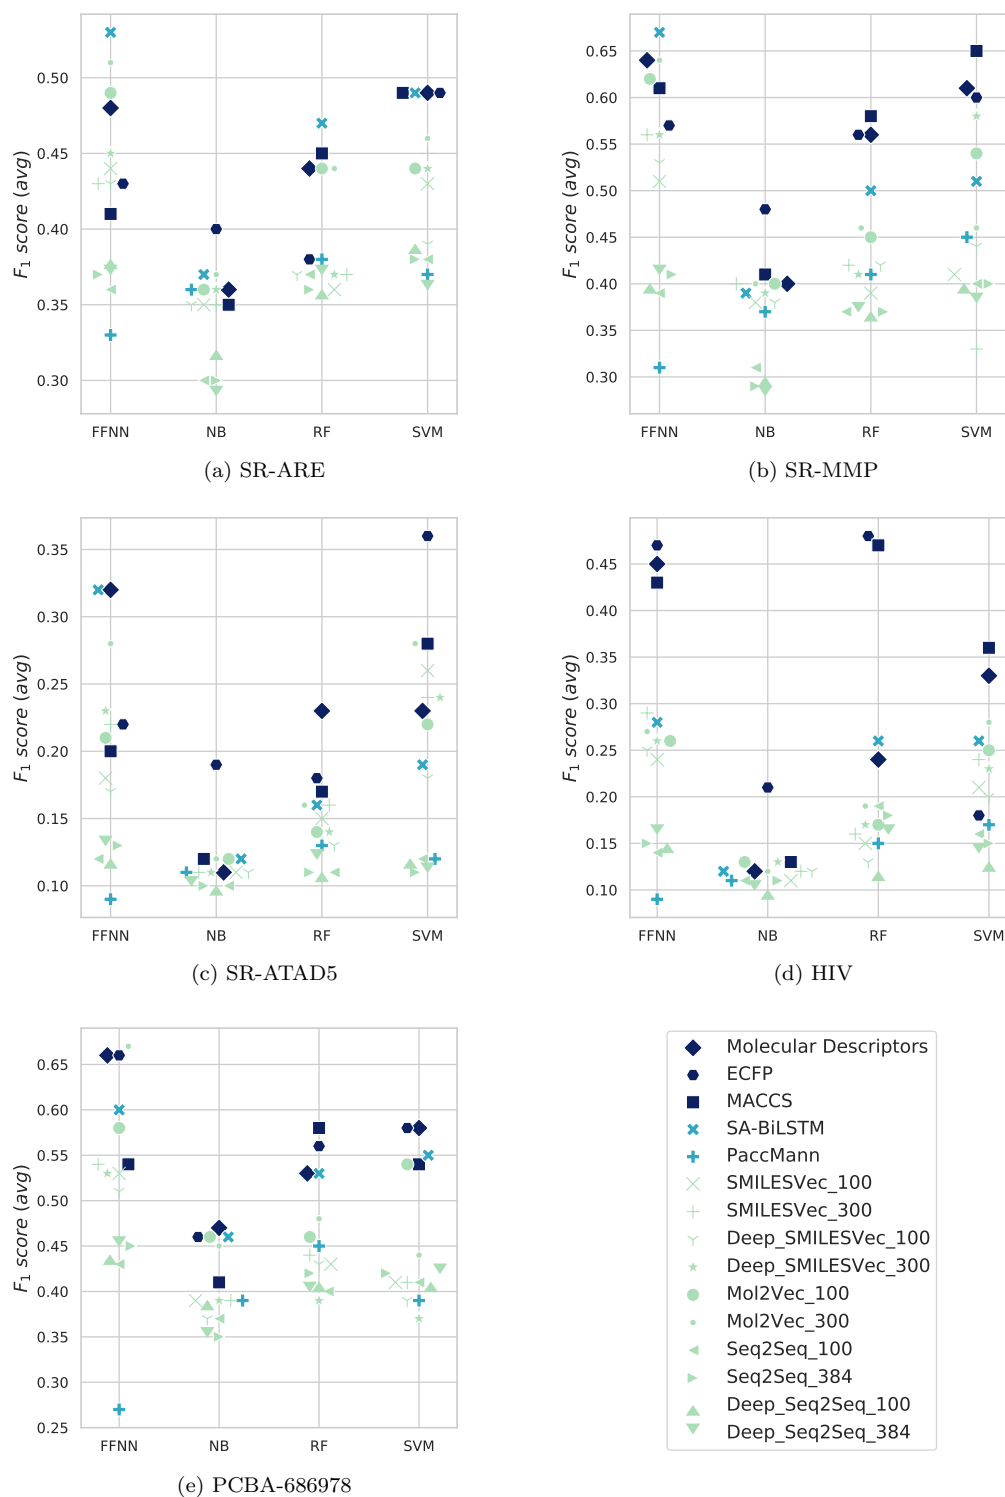 0.50
0.45
0.40
0.35
0.30
F1 score (avg)
FFNN NB RF SVM
(a) SR-ARE
0.65
0.60
0.55
0.50
0.45
0.40
0.35
0.30
F1 score (avg)
FFNN NB RF SVM
(b) SR-MMP
0.35
0.30
0.25
0.20
0.15
0.10
F1 score (avg)
FFNN NB RF SVM
(c) SR-ATAD5
0.45
0.40
0.35
0.30
0.25
0.20
0.15
0.10
F1 score (avg)
FFNN NB RF SVM
(d) HIV
0.65
0.60
0.55
0.50
0.45
0.40
0.35
0.30
0.25
F1 score (avg)
FFNN NB RF SVM
(e) PCBA-686978
Molecular Descriptors
ECFP
MACCS
SA-BiLSTM
PaccMann
SMILESVec_100
SMILESVec_300
Deep_SMILESVec_100
Deep_SMILESVec_300
Mol2Vec_100
Mol2Vec_300
Seq2Seq_100
Seq2Seq_384
Deep_Seq2Seq_100
Deep_Seq2Seq_384